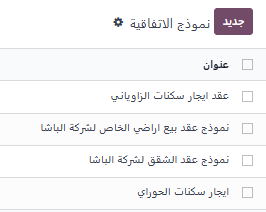 جديد
نموذج الاتفاقية
عنوان
عقد ايجار سكنات الزاوياني
نموذج عقد بيع اراضي الخاص لشركة الباشا
نموذج عقد الشقق لشركة الباشا
ايجار سكنات الحوراي